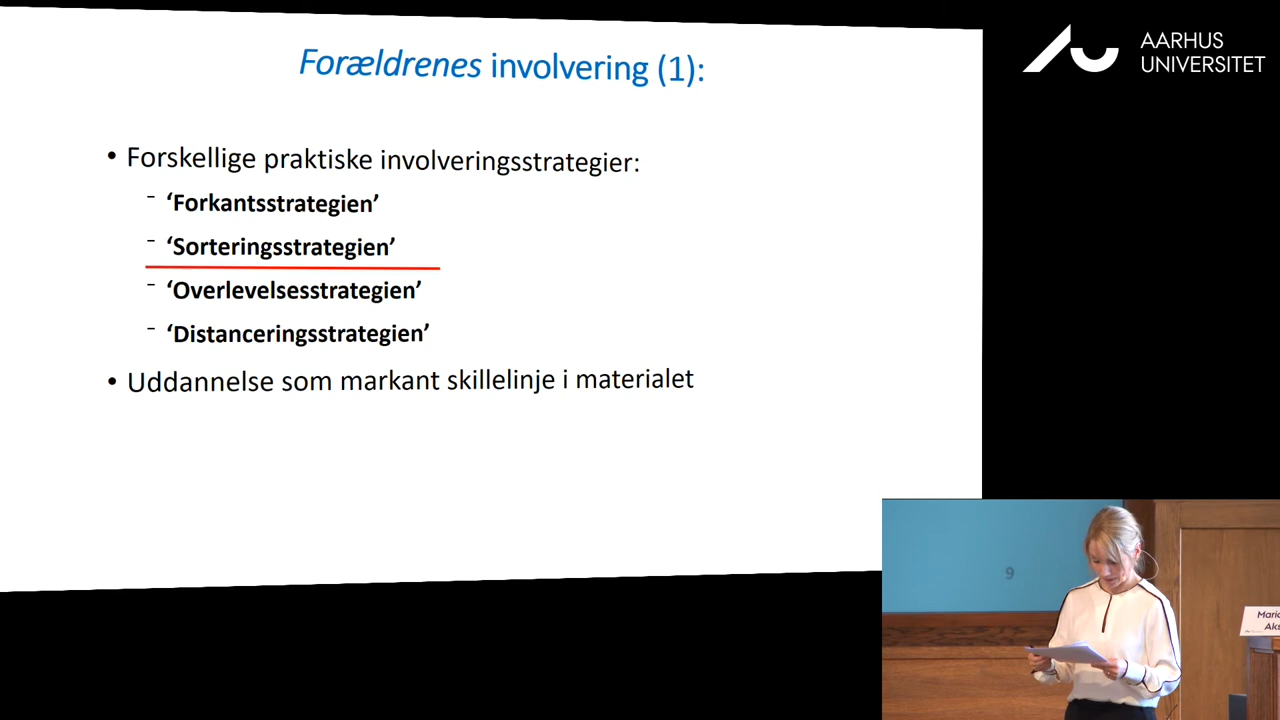 Forældrenes involvering (1):
• Forskellige praktiske involveringsstrategier:
- ‘Forkantsstrategien’
- ‘Sorteringsstrategien’
- ‘Overlevelsesstrategien’
- ‘Distanceringsstrategien’
• Uddannelse som markant skillelinje i materialet
AARHUS
UNIVERSITET
9